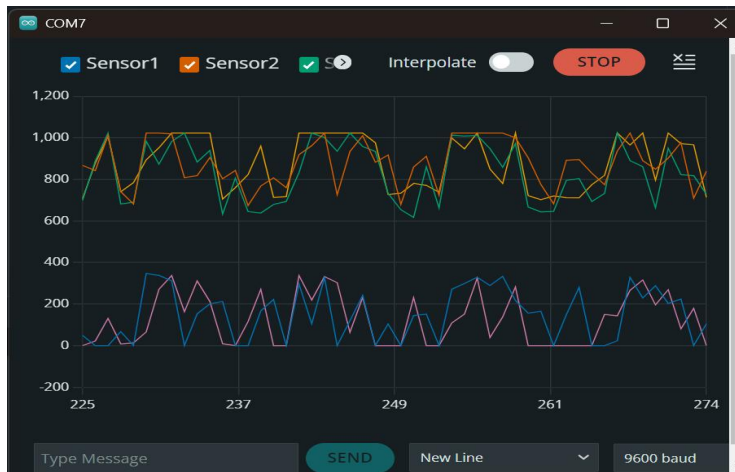 COM7
Sensor1 Sensor2 S Interpolate STOP
1,200
1,000
800
600
400
200
0
-200
225 237 249 261 274
Type Message SEND New Line 9600 baud